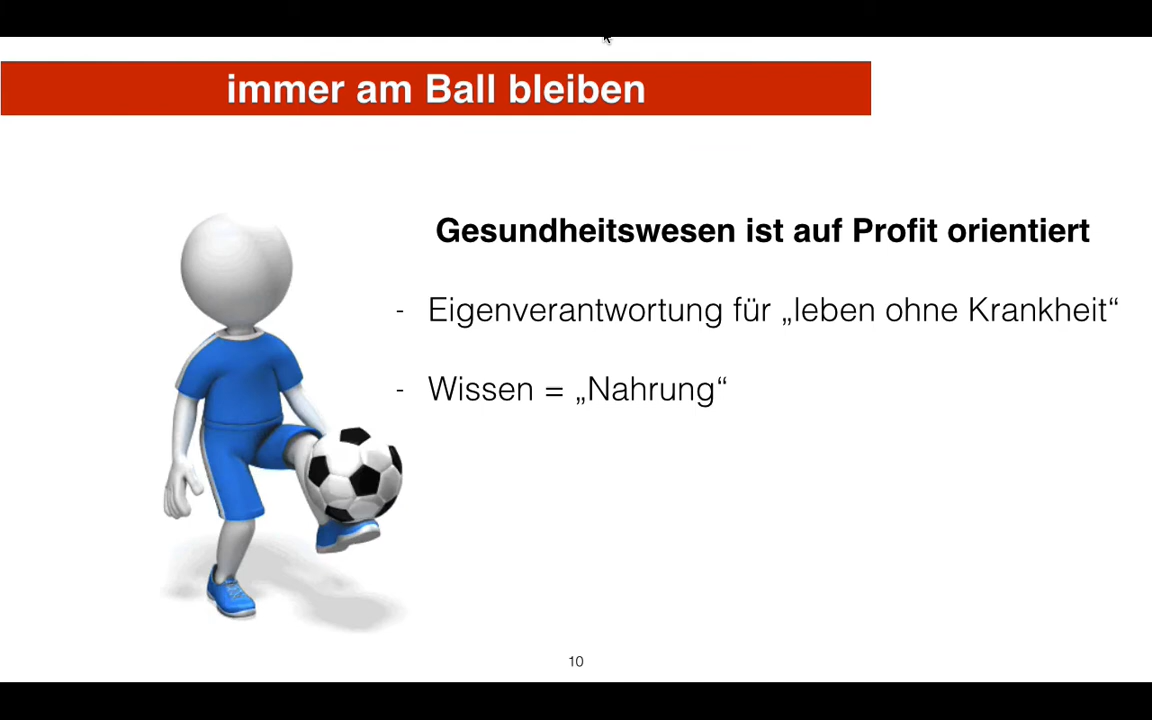 immer am Ball bleiben
Gesundheitswesen ist auf Profit orientiert
- Eigenverantwortung für „leben ohne Krankheit“
- Wissen = „Nahrung“
10